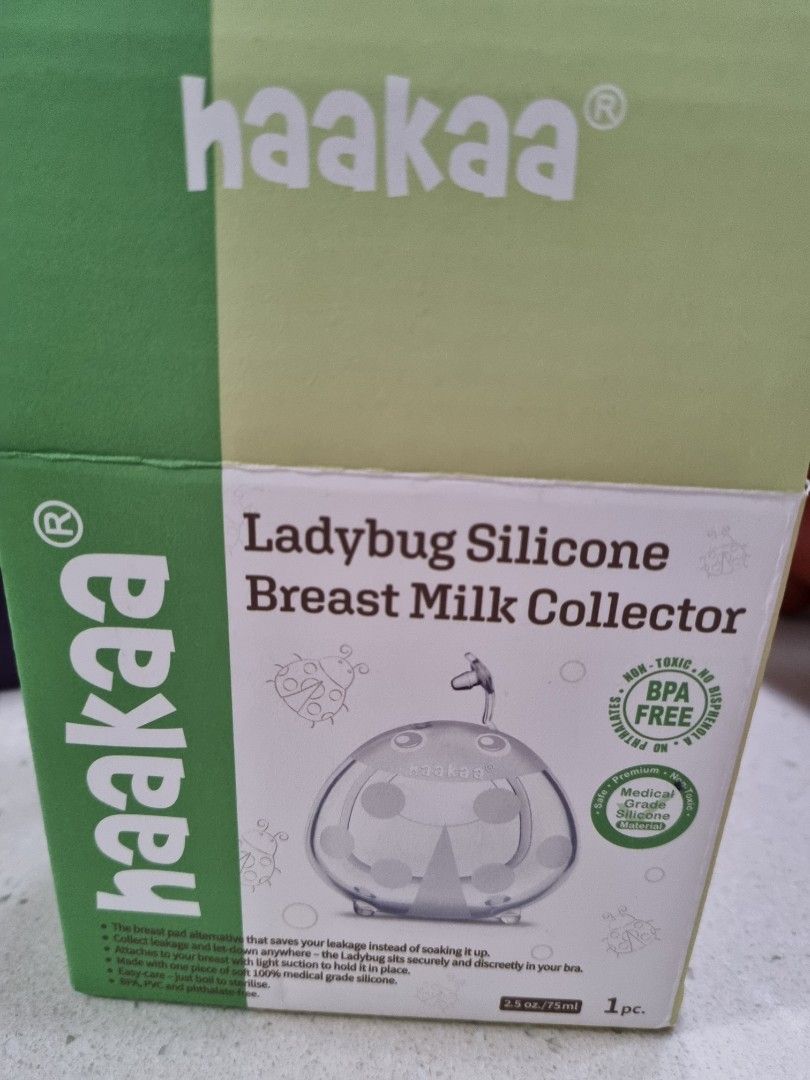 haakaa®
haakaa®
Ladybug Silicone
Breast Milk Collector
haakaa®
NON-TOXIC • NO BISPHENOL A • NO PHTHALATES •
BPA
FREE
Safe • Premium • Non-Toxic
Medical
Grade
Silicone
Material
• The breast pad alternative that saves your leakage instead of soaking it up.
• Collect leakage and let-down anywhere – the Ladybug sits securely and discreetly in your bra.
• Attaches to your breast with light suction to hold it in place.
• Made with one piece of soft 100% medical grade silicone.
• Easy-care – just boil to sterilise.
• BPA, PVC and phthalate-free.
2.5 oz./75ml
1 pc.